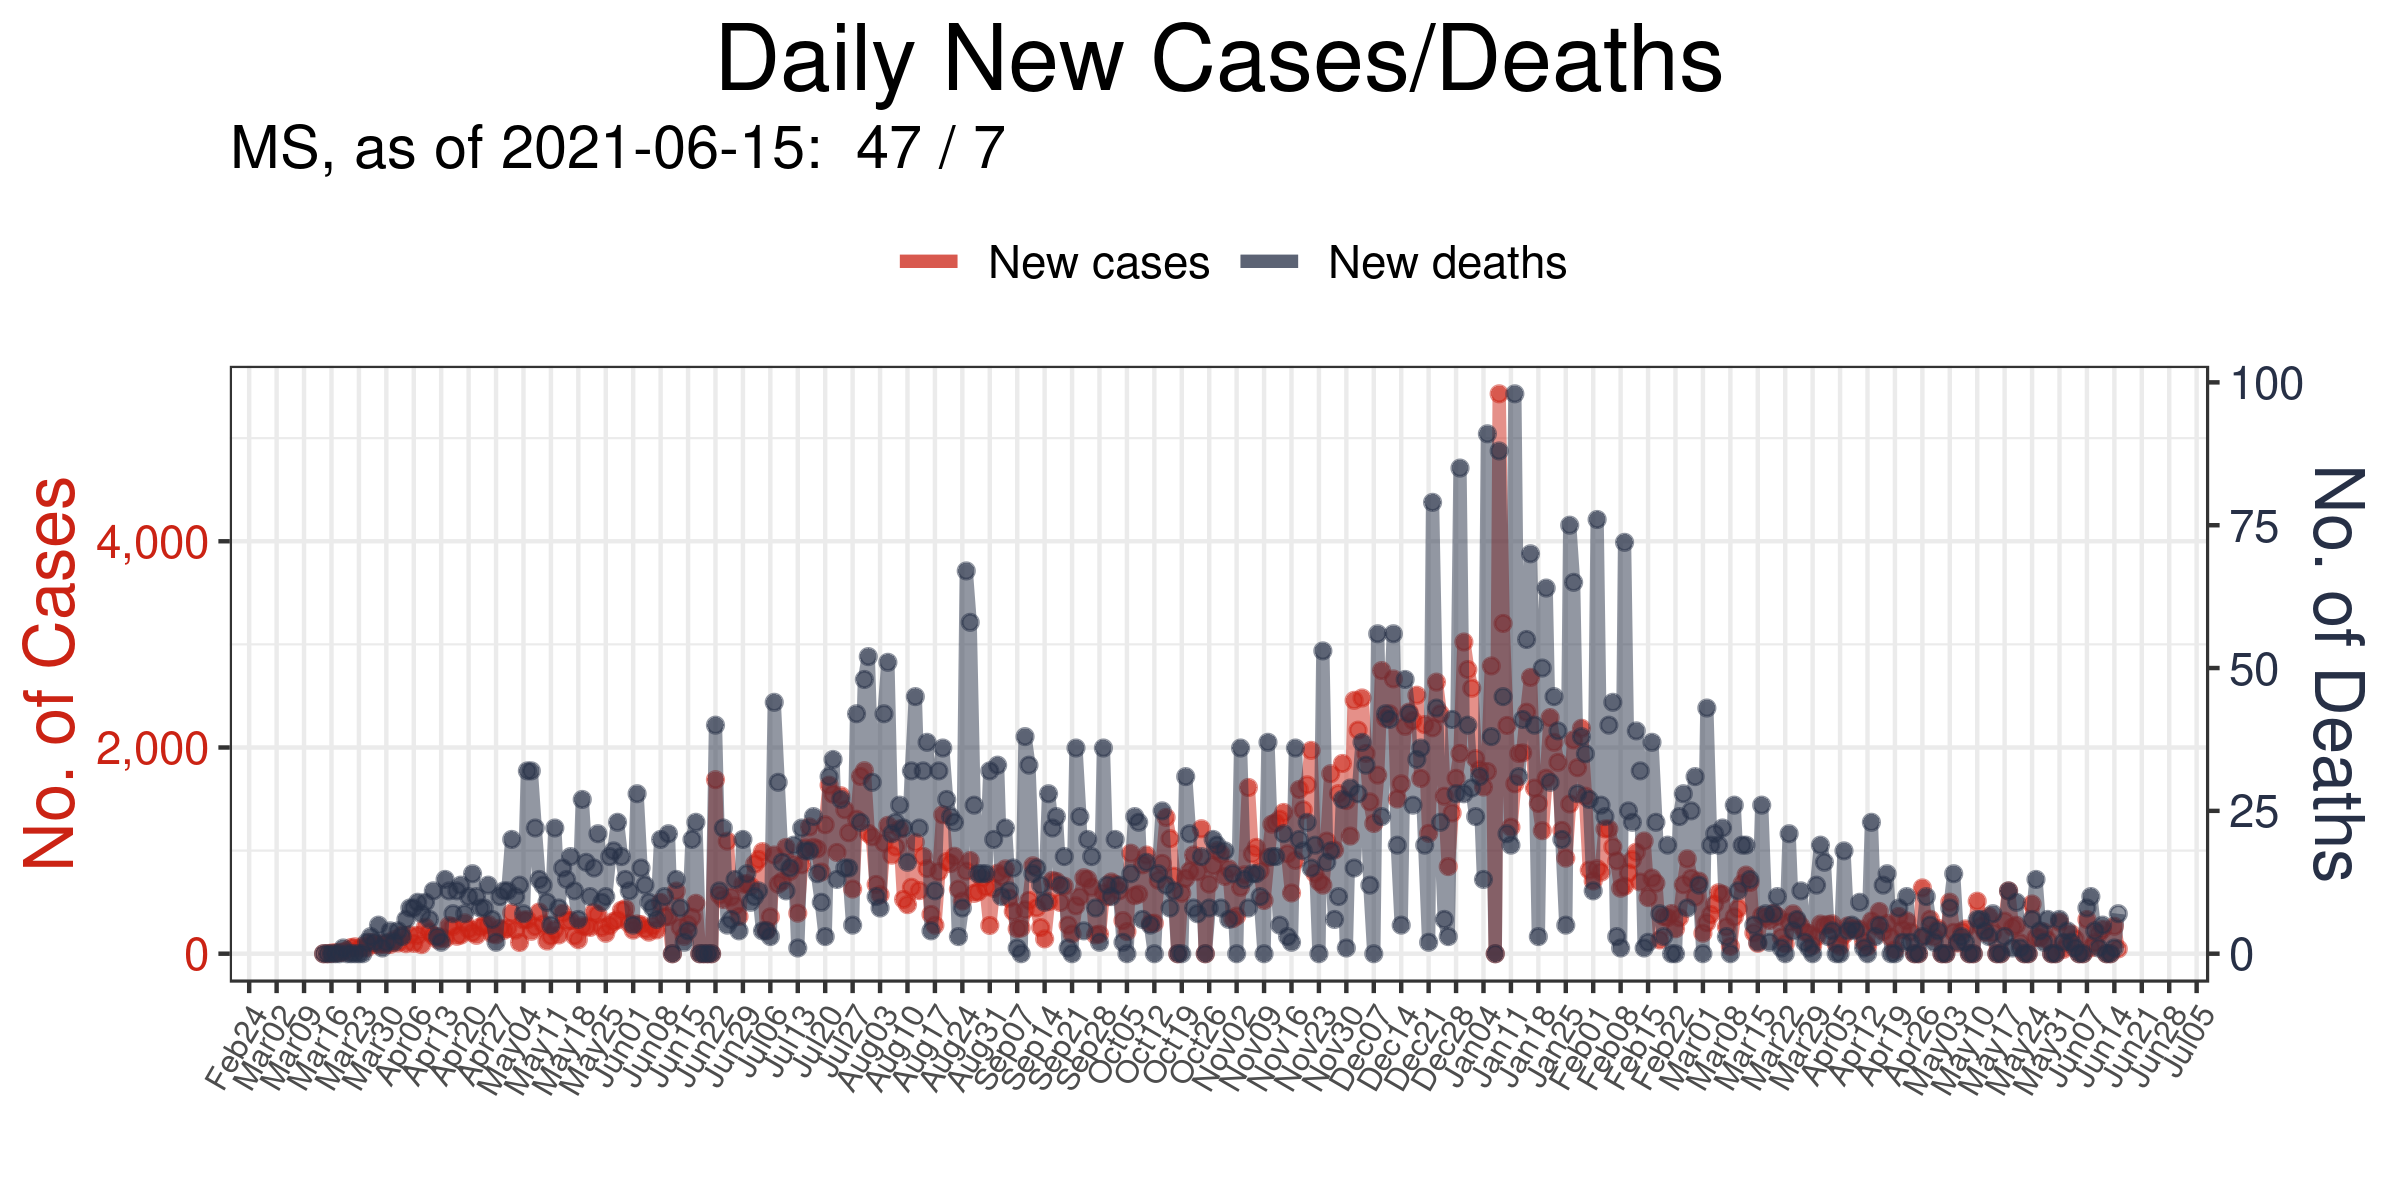 Daily New Cases/Deaths
MS, as of 2021-06-15:  47 / 7
New cases
New deaths
No. of Cases
4,000
2,000
0
100
75
50
25
0
No. of Deaths
Feb24
Mar02
Mar09
Mar16
Mar23
Mar30
Apr06
Apr13
Apr20
Apr27
May04
May11
May18
May25
Jun01
Jun08
Jun15
Jun22
Jun29
Jul06
Jul13
Jul20
Jul27
Aug03
Aug10
Aug17
Aug24
Aug31
Sep07
Sep14
Sep21
Sep28
Oct05
Oct12
Oct19
Oct26
Nov02
Nov09
Nov16
Nov23
Nov30
Dec07
Dec14
Dec21
Dec28
Jan04
Jan11
Jan18
Jan25
Feb01
Feb08
Feb15
Feb22
Mar01
Mar08
Mar15
Mar22
Mar29
Apr05
Apr12
Apr19
Apr26
May03
May10
May17
May24
May31
Jun07
Jun14
Jun21
Jun28
Jul05